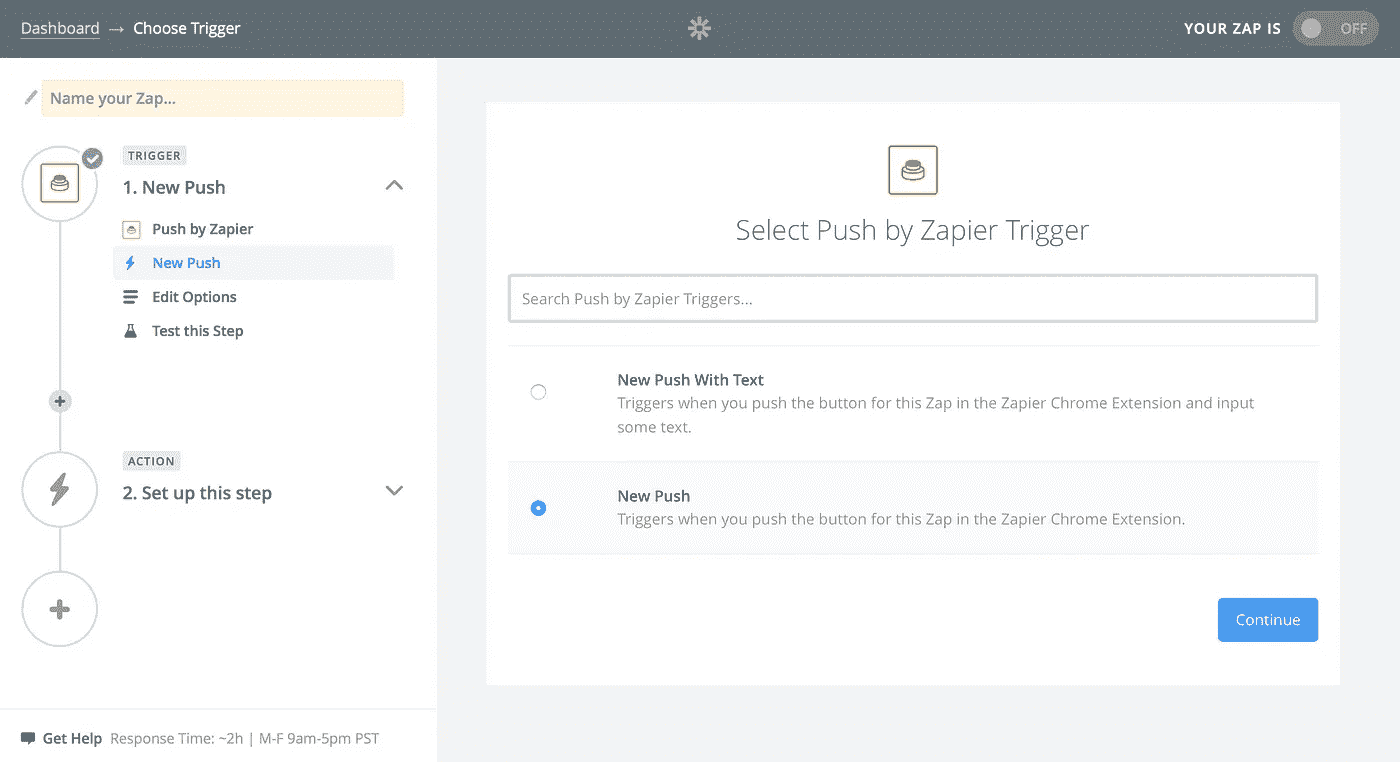 Dashboard → Choose Trigger
YOUR ZAP IS OFF
Name your Zap...
TRIGGER
1. New Push
Push by Zapier
New Push
Edit Options
Test this Step
ACTION
2. Set up this step
Get Help Response Time: ~2h | M-F 9am-5pm PST
Select Push by Zapier Trigger
Search Push by Zapier Triggers...
New Push With Text
Triggers when you push the button for this Zap in the Zapier Chrome Extension and input
some text.
New Push
Triggers when you push the button for this Zap in the Zapier Chrome Extension.
Continue